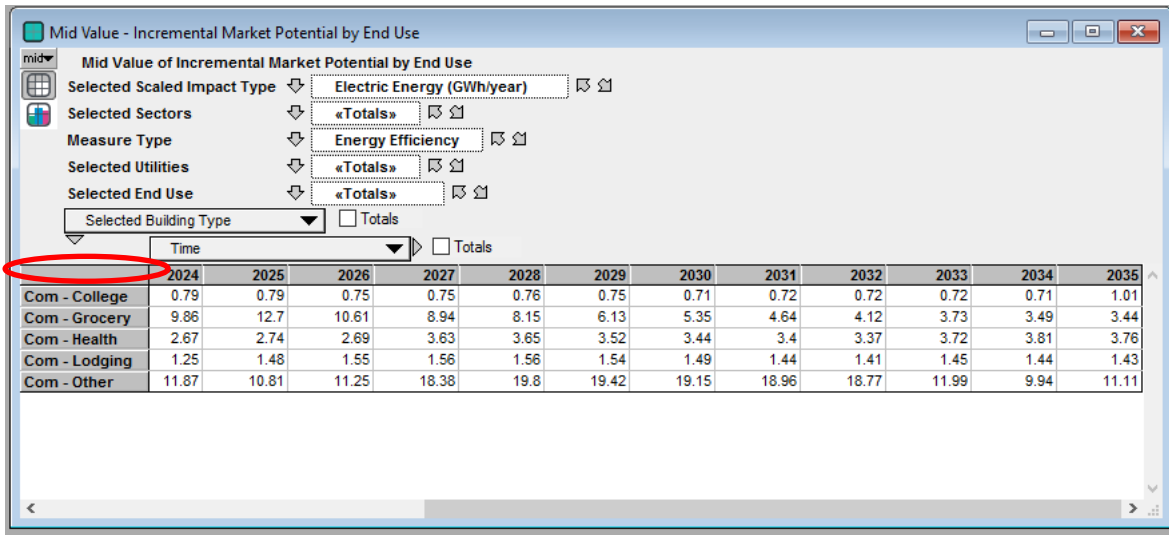 Mid Value - Incremental Market Potential by End Use
mid
Mid Value of Incremental Market Potential by End Use
Selected Scaled Impact Type Electric Energy (GWh/year)
Selected Sectors «Totals»
Measure Type Energy Efficiency
Selected Utilities «Totals»
Selected End Use «Totals»
Selected Building Type Totals
Time Totals
2024 2025 2026 2027 2028 2029 2030 2031 2032 2033 2034 2035
Com - College 0.79 0.79 0.75 0.75 0.76 0.75 0.71 0.72 0.72 0.72 0.71 1.01
Com - Grocery 9.86 12.7 10.61 8.94 8.15 6.13 5.35 4.64 4.12 3.73 3.49 3.44
Com - Health 2.67 2.74 2.69 3.63 3.65 3.52 3.44 3.4 3.37 3.72 3.81 3.76
Com - Lodging 1.25 1.48 1.55 1.56 1.56 1.54 1.49 1.44 1.41 1.45 1.44 1.43
Com - Other 11.87 10.81 11.25 18.38 19.8 19.42 19.15 18.96 18.77 11.99 9.94 11.11